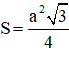 S = a²√3 / 4